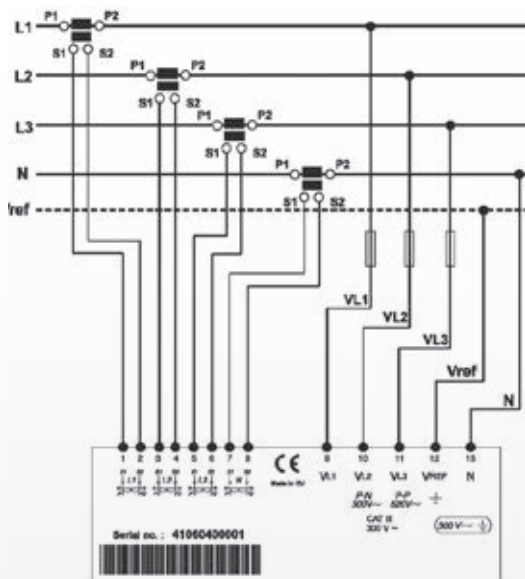 L1 P1 P2
S1 S2
L2 P1 P2
S1 S2
L3 P1 P2
S1 S2
N P1 P2
S1 S2
Vref
VL1
VL2
VL3
Vref
N
1 2 3 4 5 6 7 8 9 10 11 12 13
CE Made in EU
VL1 VL2 VL3 VREF N
P-N 300V~ P-P 520V~
CAT III 300 V ~
300 V~
Serial no.: 41060400001